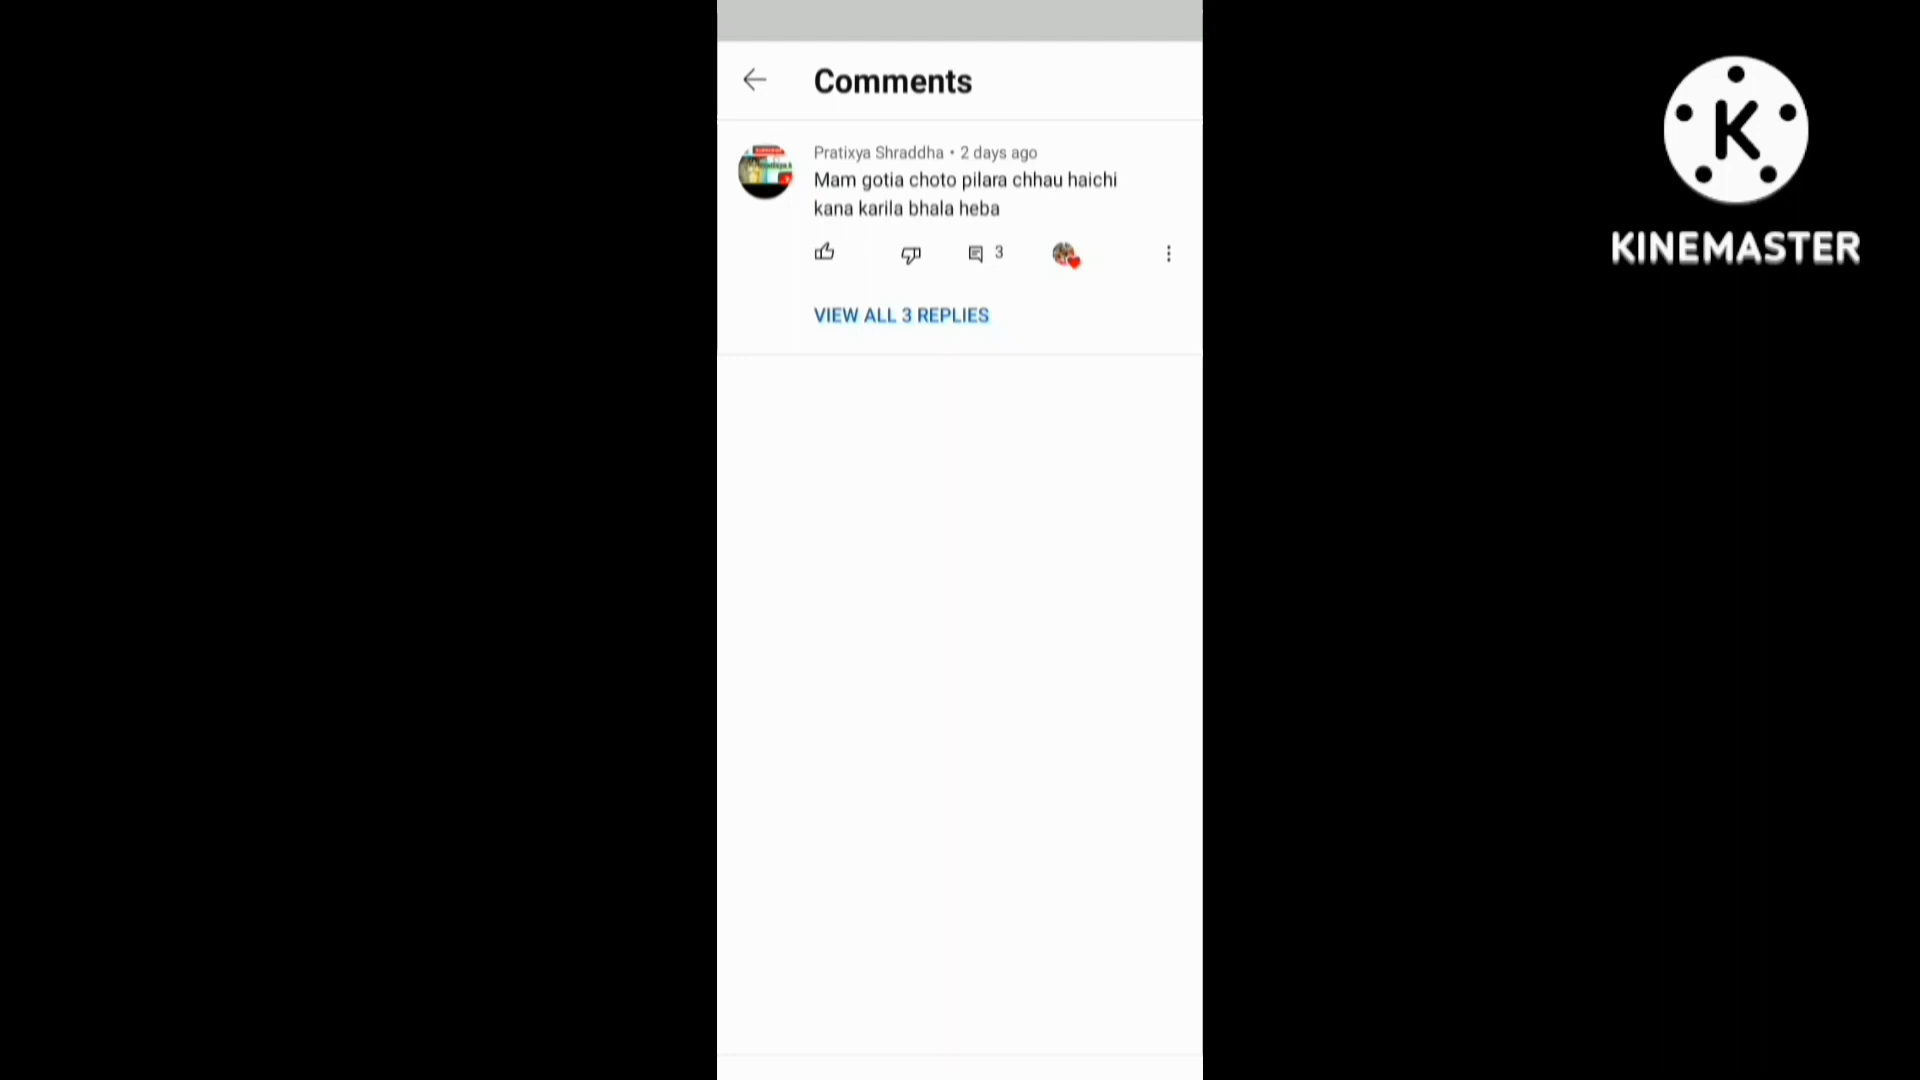 Comments
Pratixya Shraddha • 2 days ago
Mam gotia choto pilara chhau haichi
kana karila bhala heba
3
VIEW ALL 3 REPLIES
K
KINEMASTER